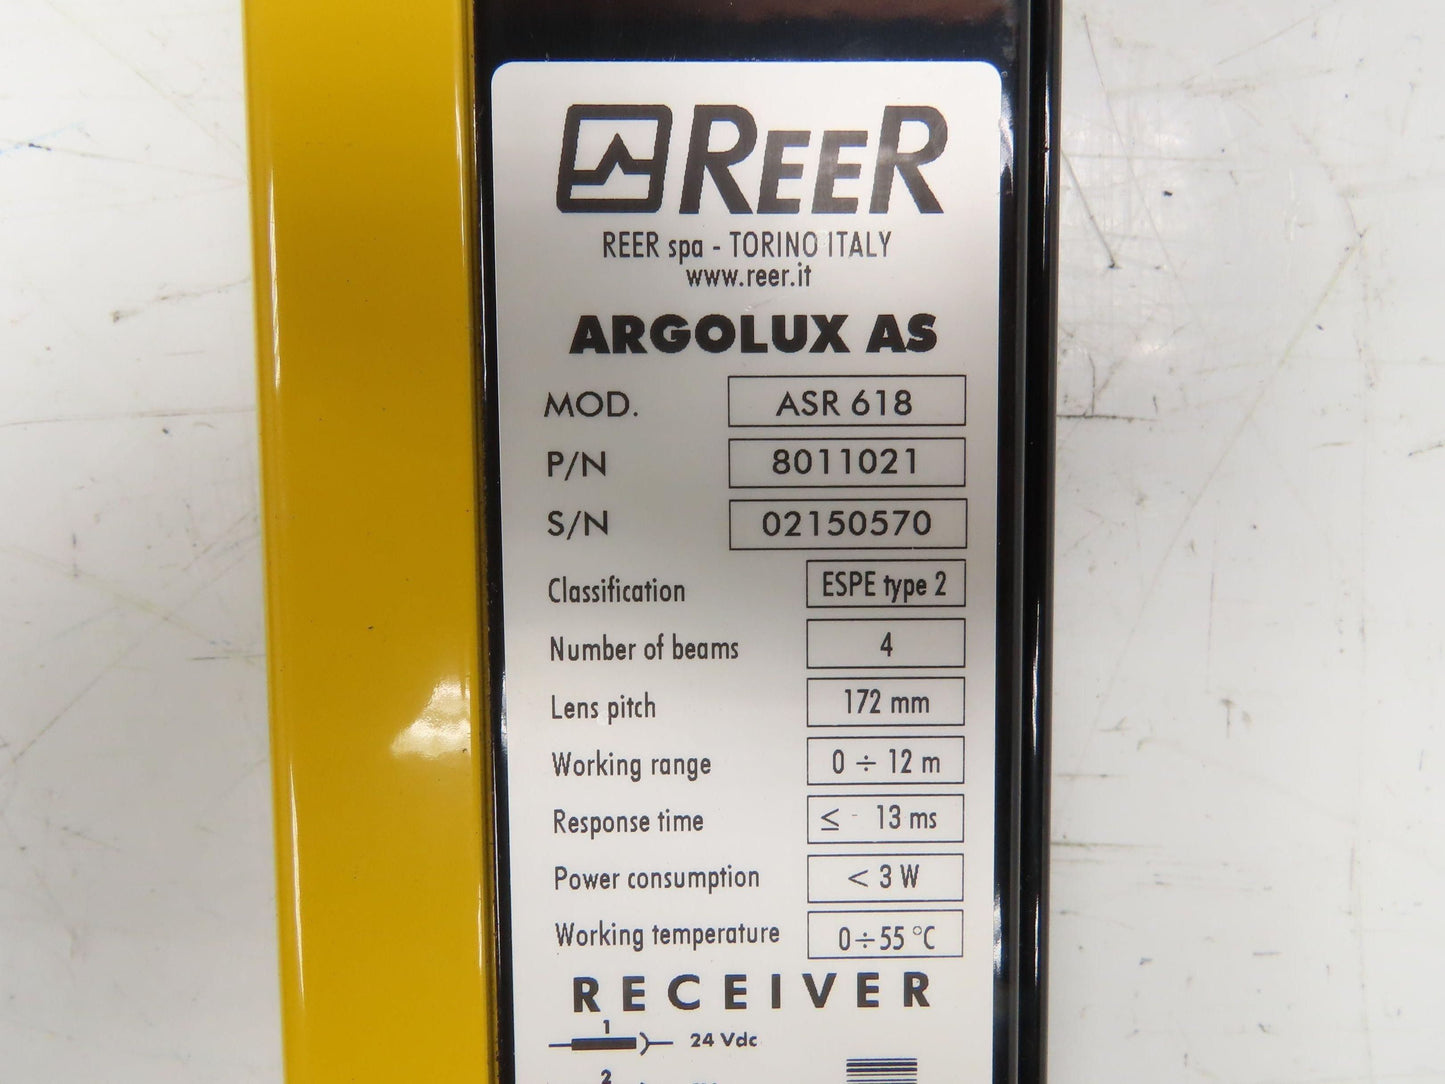 REER
REER spa - TORINO ITALY
www.reer.it
ARGOLUX AS
MOD. ASR 618
P/N 8011021
S/N 02150570
Classification ESPE type 2
Number of beams 4
Lens pitch 172 mm
Working range 0 ÷ 12 m
Response time ≤ 13 ms
Power consumption < 3 W
Working temperature 0÷55 °C
RECEIVER
1 24 Vdc
2